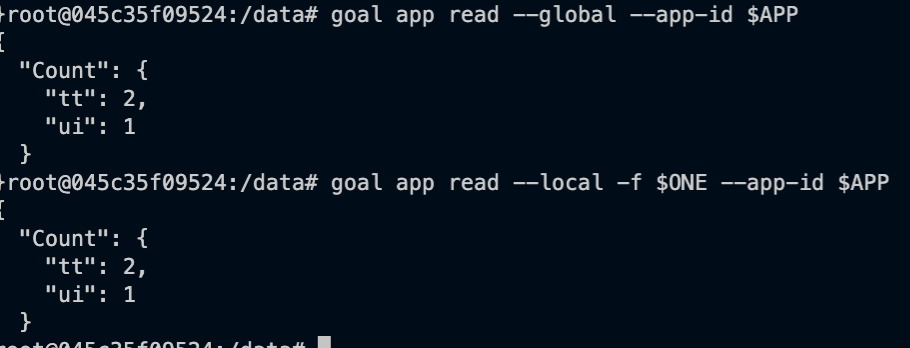 root@045c35f09524:/data# goal app read --global --app-id $APP
{
  "Count": {
    "tt": 2,
    "ui": 1
  }
root@045c35f09524:/data# goal app read --local -f $ONE --app-id $APP
{
  "Count": {
    "tt": 2,
    "ui": 1
  }
root@045c35f09524:/data#